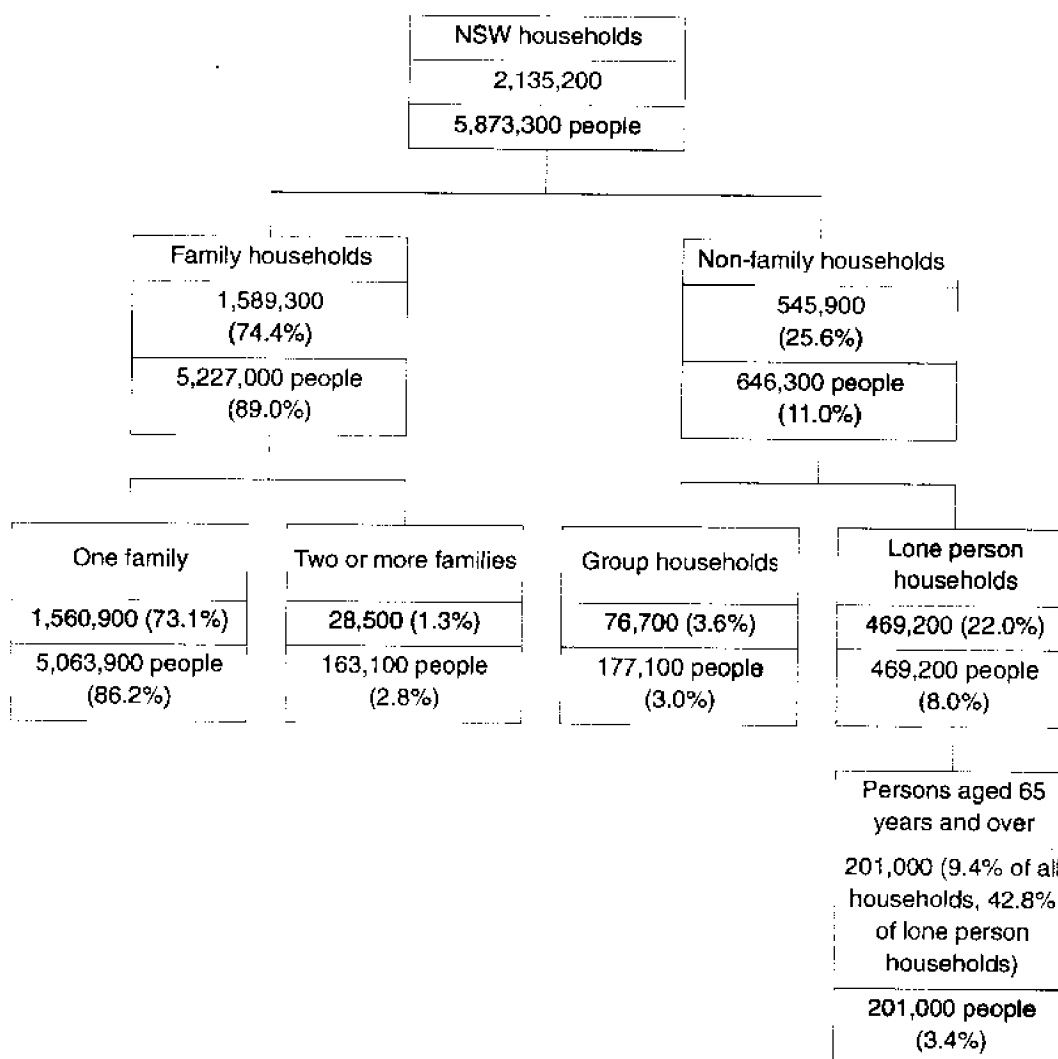 NSW households
2,135,200
5,873,300 people
Family households
1,589,300
(74.4%)
5,227,000 people
(89.0%)
Non-family households
545,900
(25.6%)
646,300 people
(11.0%)
One family
1,560,900 (73.1%)
5,063,900 people
(86.2%)
Two or more families
28,500 (1.3%)
163,100 people
(2.8%)
Group households
76,700 (3.6%)
177,100 people
(3.0%)
Lone person
households
469,200 (22.0%)
469,200 people
(8.0%)
Persons aged 65
years and over
201,000 (9.4% of all
households, 42.8%
of lone person
households)
201,000 people
(3.4%)